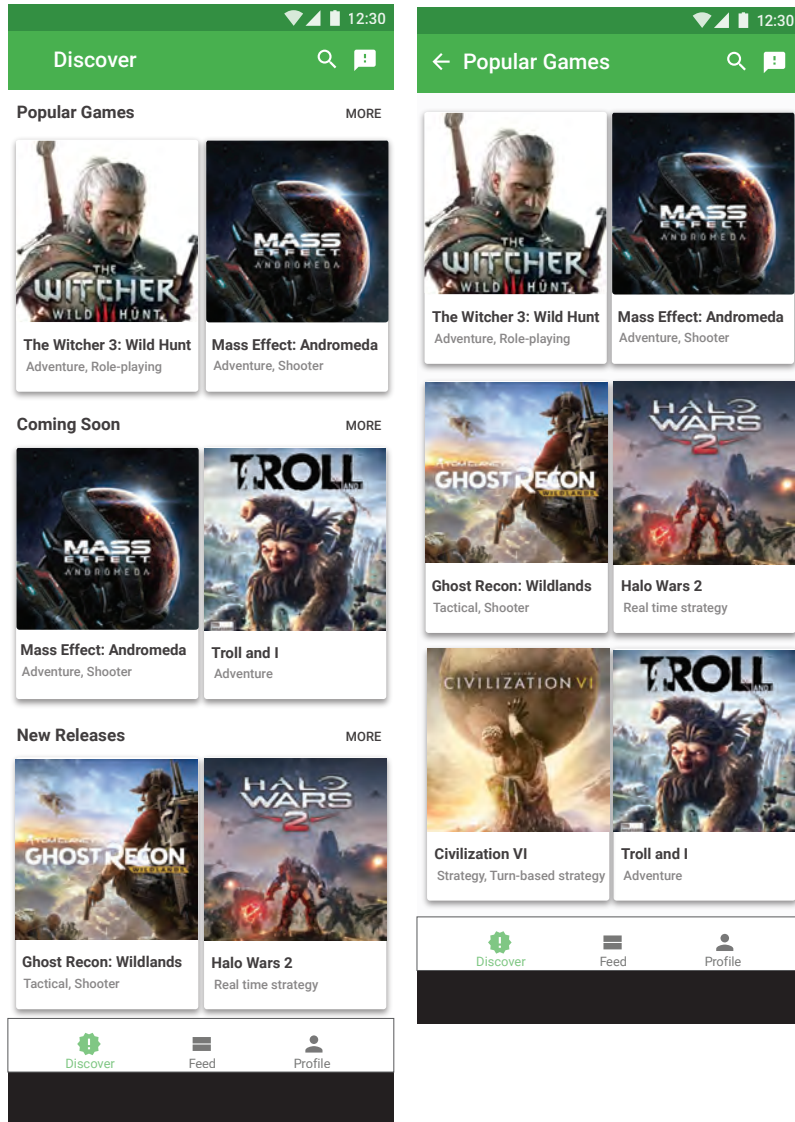 12:30
Discover
Popular Games MORE
THE
WITCHER
WILD HUNT
MASS
EFFECT
ANDROMEDA
The Witcher 3: Wild Hunt
Adventure, Role-playing
Mass Effect: Andromeda
Adventure, Shooter
Coming Soon MORE
MASS
EFFECT
ANDROMEDA
TROLL
AND I
Mass Effect: Andromeda
Adventure, Shooter
Troll and I
Adventure
New Releases MORE
TOM CLANCY'S
GHOST RECON
WILDLANDS
HALO
WARS
2
Ghost Recon: Wildlands
Tactical, Shooter
Halo Wars 2
Real time strategy
Discover Feed Profile
12:30
Popular Games
THE
WITCHER
WILD HUNT
MASS
EFFECT
ANDROMEDA
The Witcher 3: Wild Hunt
Adventure, Role-playing
Mass Effect: Andromeda
Adventure, Shooter
TOM CLANCY'S
GHOST RECON
WILDLANDS
HALO
WARS
2
Ghost Recon: Wildlands
Tactical, Shooter
Halo Wars 2
Real time strategy
CIVILIZATION VI
TROLL
AND I
Civilization VI
Strategy, Turn-based strategy
Troll and I
Adventure
Discover Feed Profile